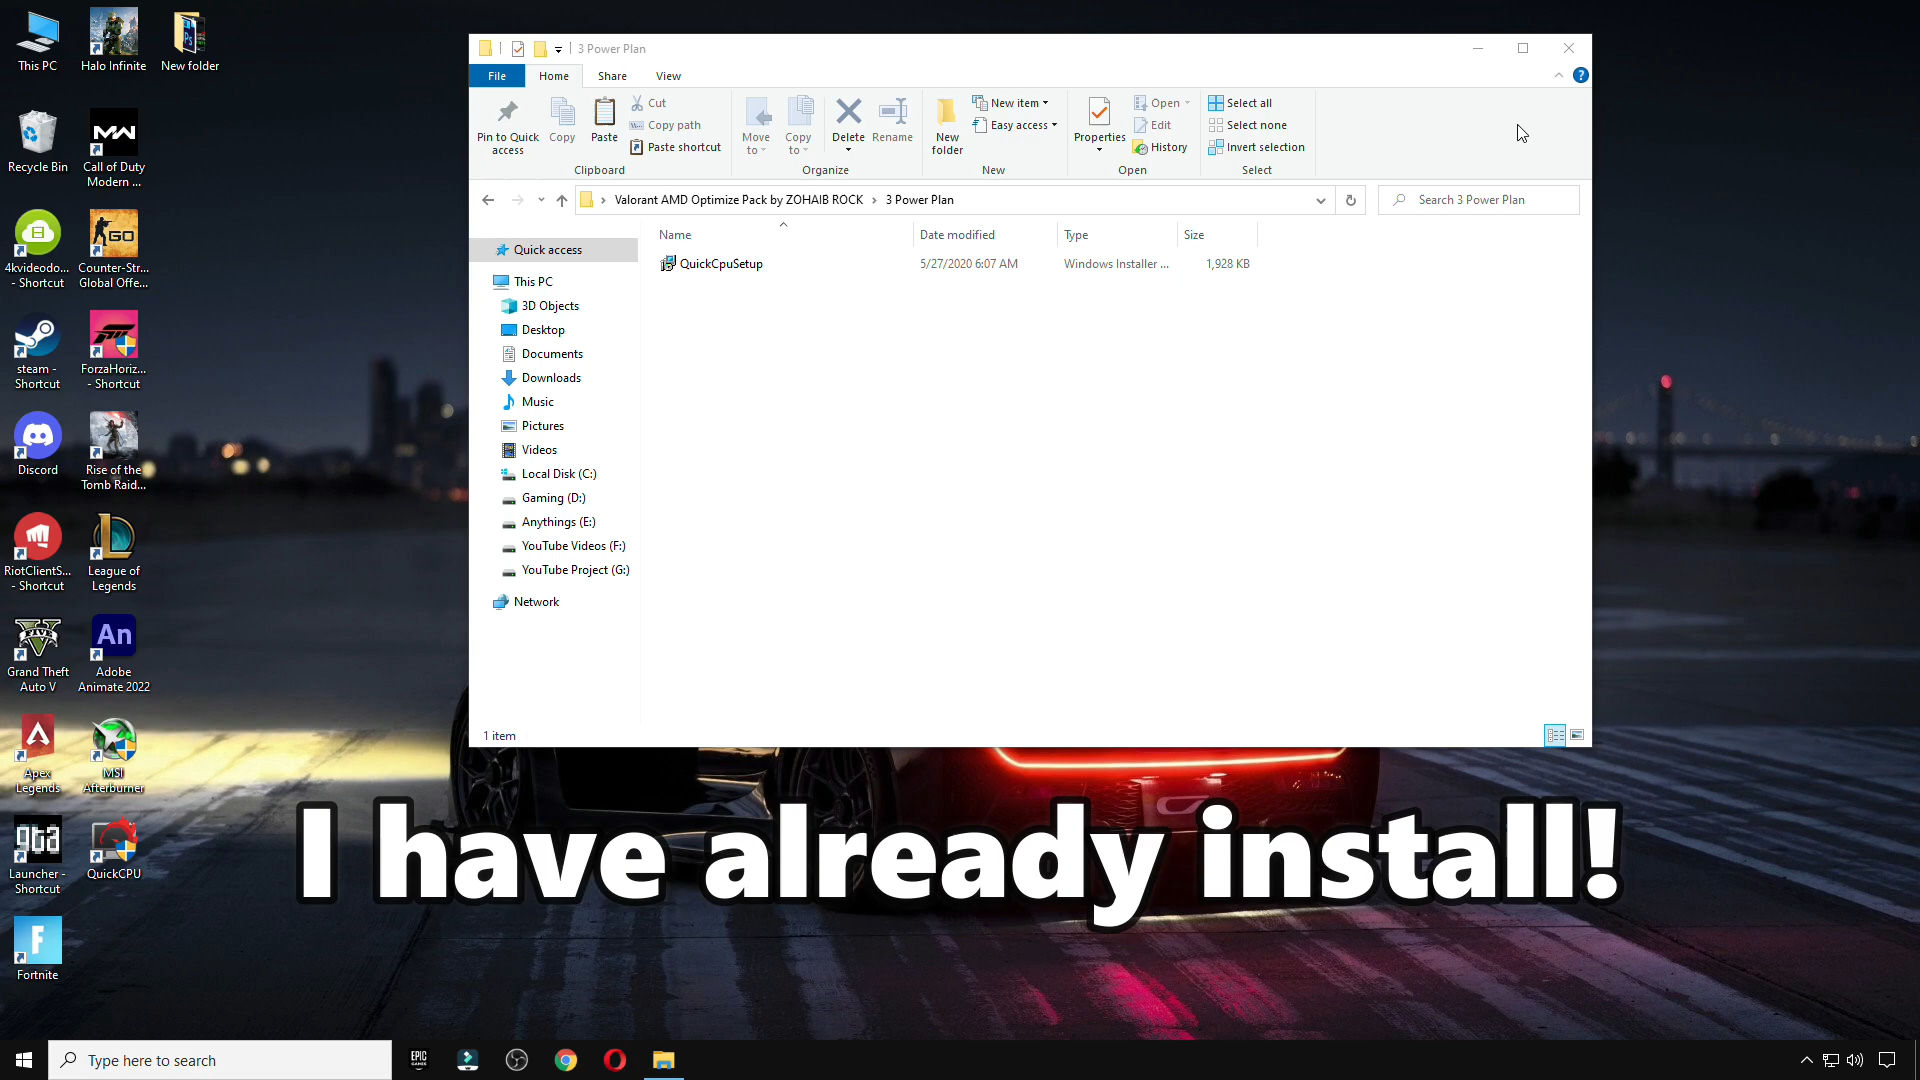 This PC
Halo Infinite
New folder
Recycle Bin
Call of Duty
Modern ...
4kvideodo...
- Shortcut
Counter-Str...
Global Offe...
steam -
Shortcut
ForzaHoriz...
- Shortcut
Discord
Rise of the
Tomb Raid...
RiotClientS...
- Shortcut
League of
Legends
Grand Theft
Auto V
An
Adobe
Animate 2022
Apex
Legends
MSI
Afterburner
gta
Launcher -
Shortcut
QuickCPU
Fortnite
3 Power Plan
File
Home
Share
View
Pin to Quick
access
Copy
Paste
Cut
Copy path
Paste shortcut
Clipboard
Move
to
Copy
to
Delete
Rename
Organize
New
folder
New item
Easy access
New
Properties
Open
Edit
History
Open
Select all
Select none
Invert selection
Select
Valorant AMD Optimize Pack by ZOHAIB ROCK › 3 Power Plan
Search 3 Power Plan
Name
Date modified
Type
Size
QuickCpuSetup
5/27/2020 6:07 AM
Windows Installer ...
1,928 KB
Quick access
This PC
3D Objects
Desktop
Documents
Downloads
Music
Pictures
Videos
Local Disk (C:)
Gaming (D:)
Anythings (E:)
YouTube Videos (F:)
YouTube Project (G:)
Network
1 item
I have already install!
Type here to search
EPIC
GAMES